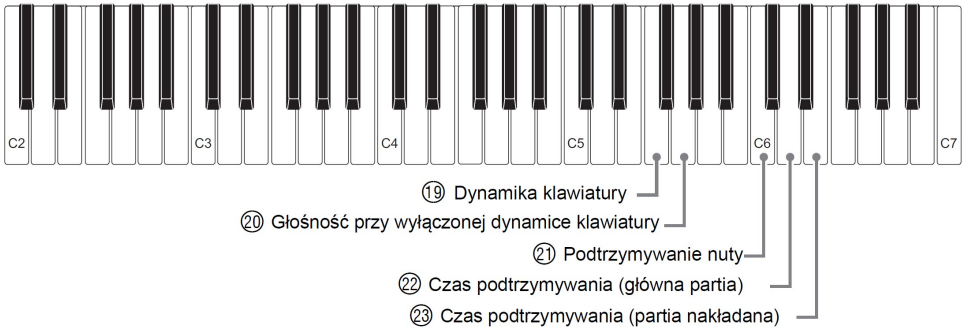 C2 C3 C4 C5 C6 C7
⑲ Dynamika klawiatury
⑳ Głośność przy wyłączonej dynamice klawiatury
㉑ Podtrzymywanie nuty
㉒ Czas podtrzymywania (główna partia)
㉓ Czas podtrzymywania (partia nakładana)